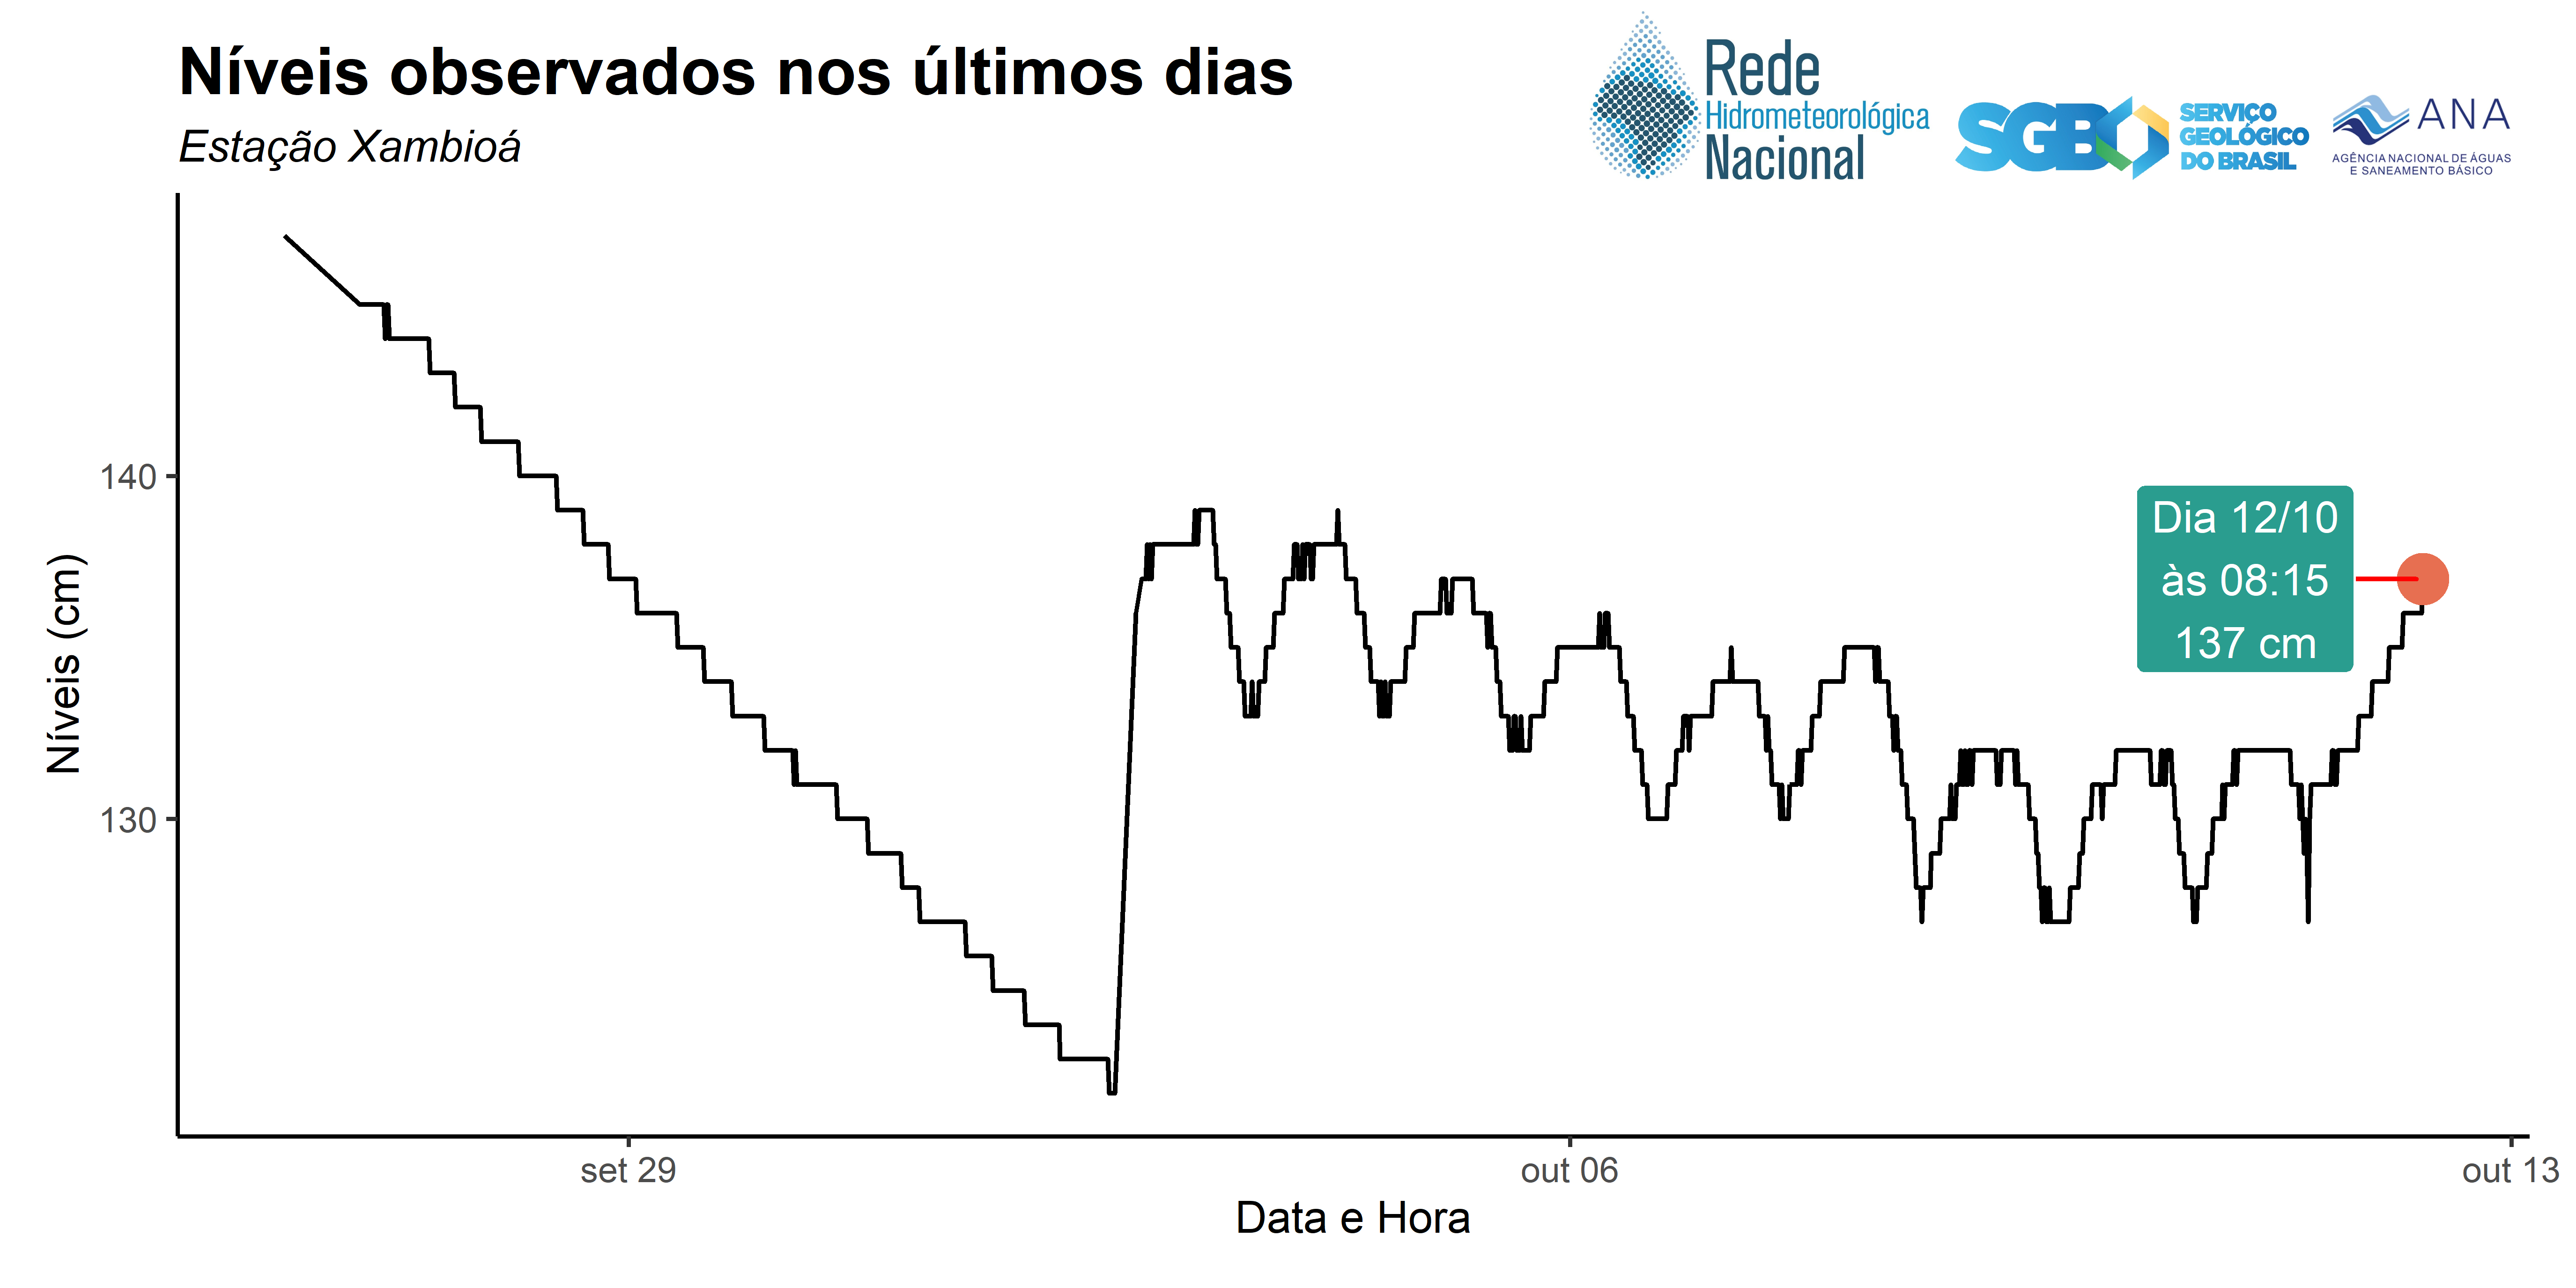 Níveis observados nos últimos dias
Estação Xambioá
Rede
Hidrometeorológica
Nacional
SGB
SERVIÇO
GEOLÓGICO
DO BRASIL
ANA
AGÊNCIA NACIONAL DE ÁGUAS
E SANEAMENTO BÁSICO
Níveis (cm)
140
130
Dia 12/10
às 08:15
137 cm
set 29
out 06
out 13
Data e Hora